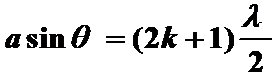 a sin θ = (2k + 1) λ/2